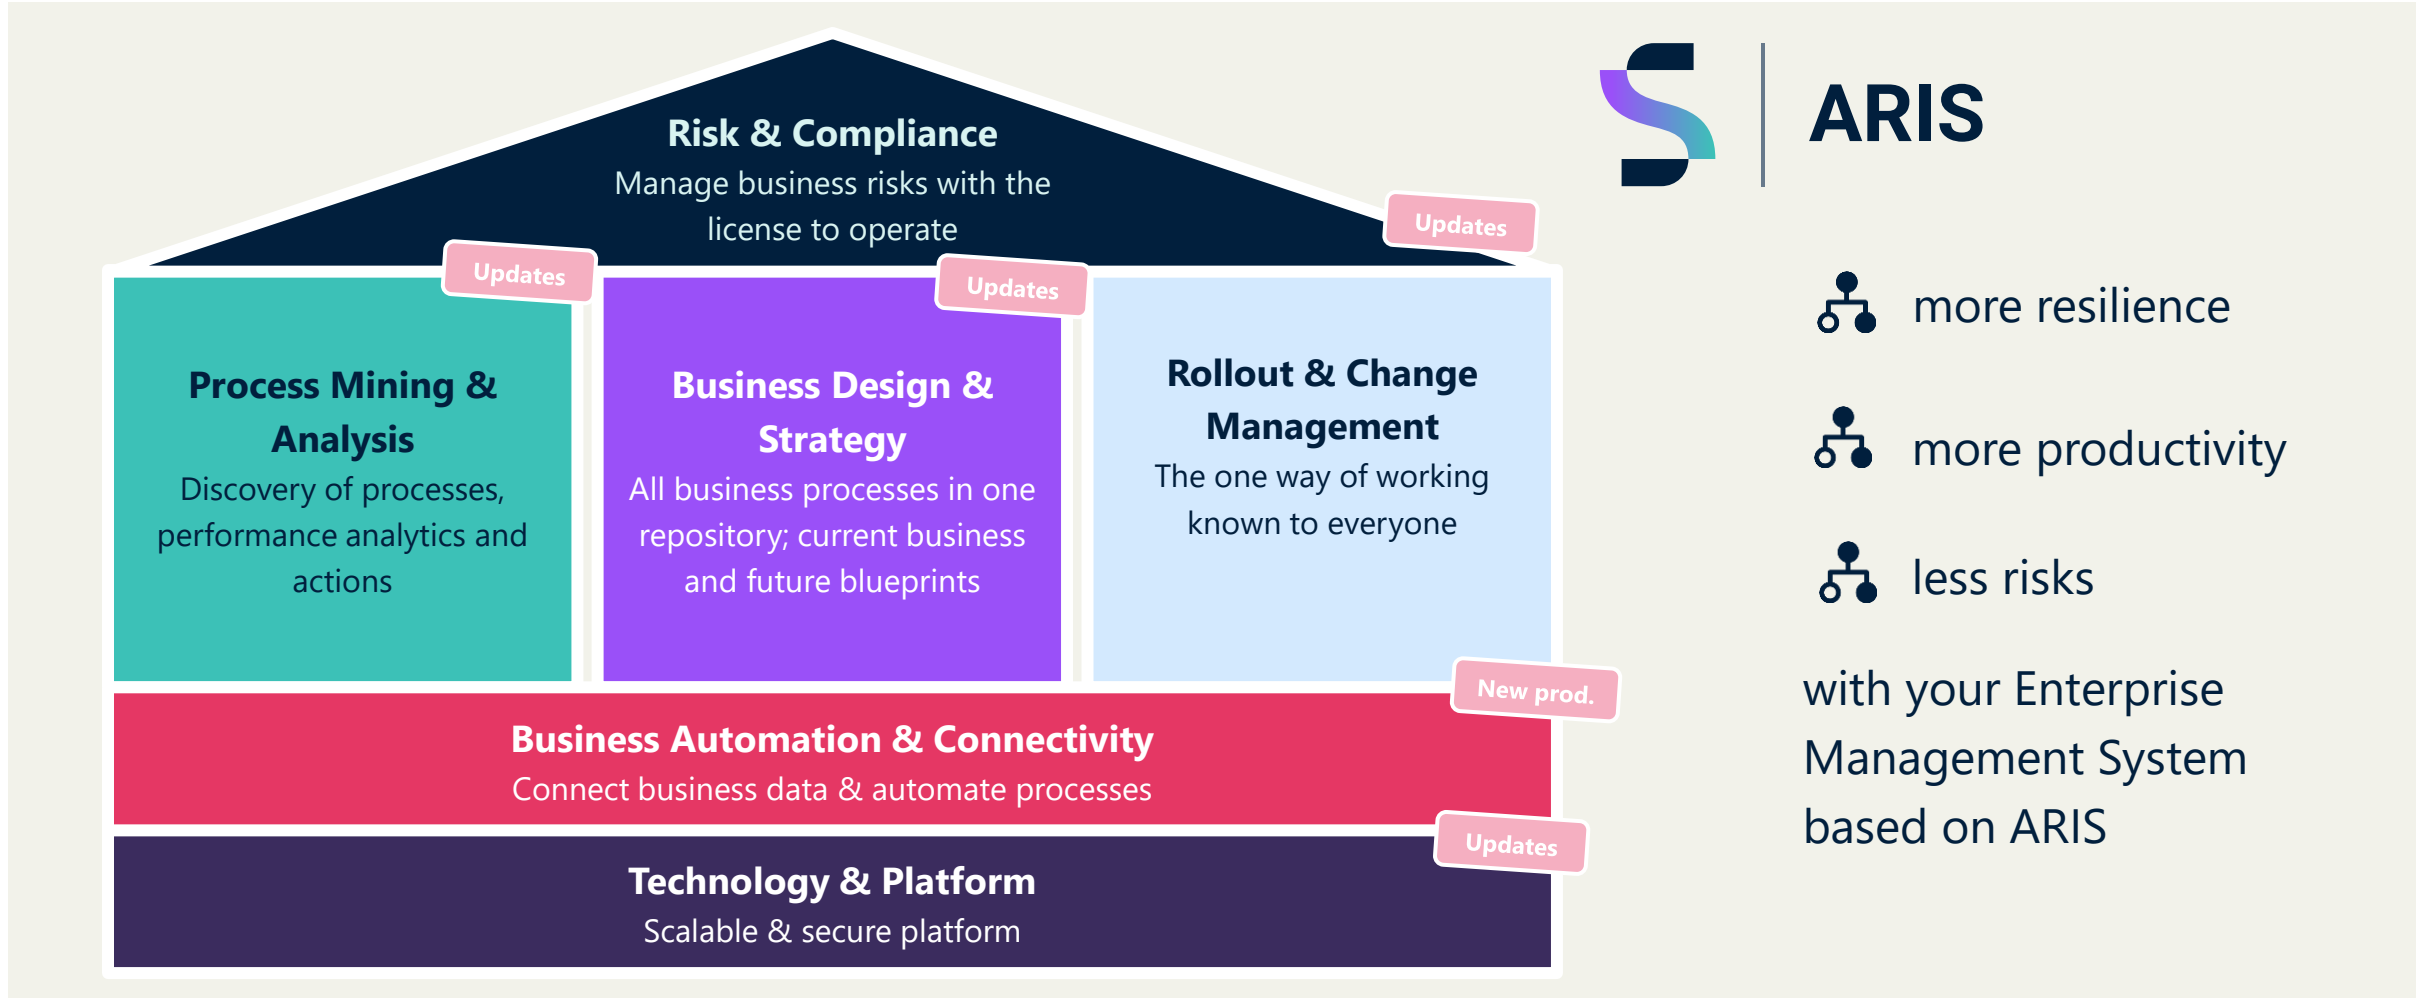 ARIS
Risk & Compliance
Manage business risks with the
license to operate
Updates
Updates
Updates
Process Mining &
Analysis
Discovery of processes,
performance analytics and
actions
Business Design &
Strategy
All business processes in one
repository; current business
and future blueprints
Rollout & Change
Management
The one way of working
known to everyone
New prod.
Business Automation & Connectivity
Connect business data & automate processes
Updates
Technology & Platform
Scalable & secure platform
more resilience
more productivity
less risks
with your Enterprise
Management System
based on ARIS